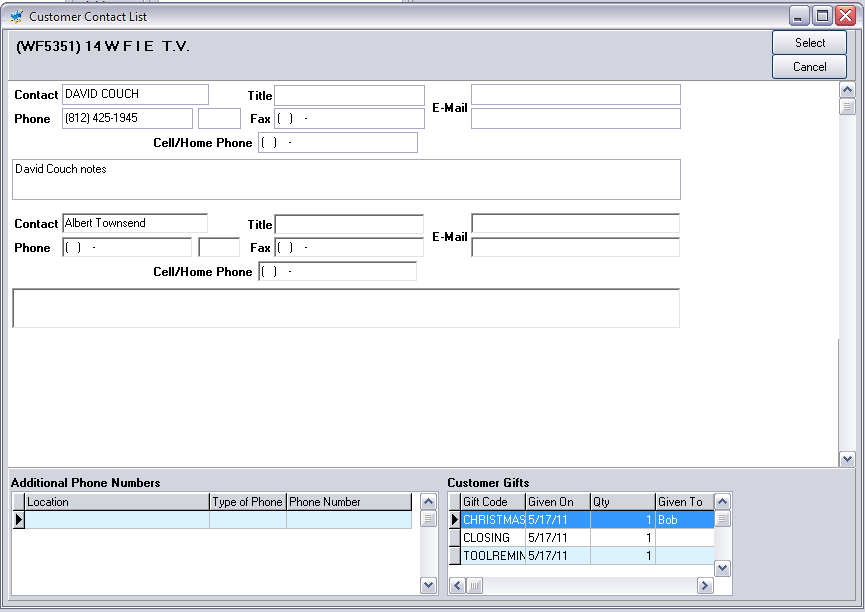 Customer Contact List
(WF5351) 14 W F I E  T.V.
Select
Cancel
Contact DAVID COUCH Title E-Mail
Phone (812) 425-1945 Fax ( ) -
Cell/Home Phone ( ) -
David Couch notes
Contact Albert Townsend Title E-Mail
Phone ( ) - Fax ( ) -
Cell/Home Phone ( ) -
Additional Phone Numbers
Location Type of Phone Phone Number
Customer Gifts
Gift Code Given On Qty Given To
CHRISTMAS 5/17/11 1 Bob
CLOSING 5/17/11 1
TOOLREMIN 5/17/11 1